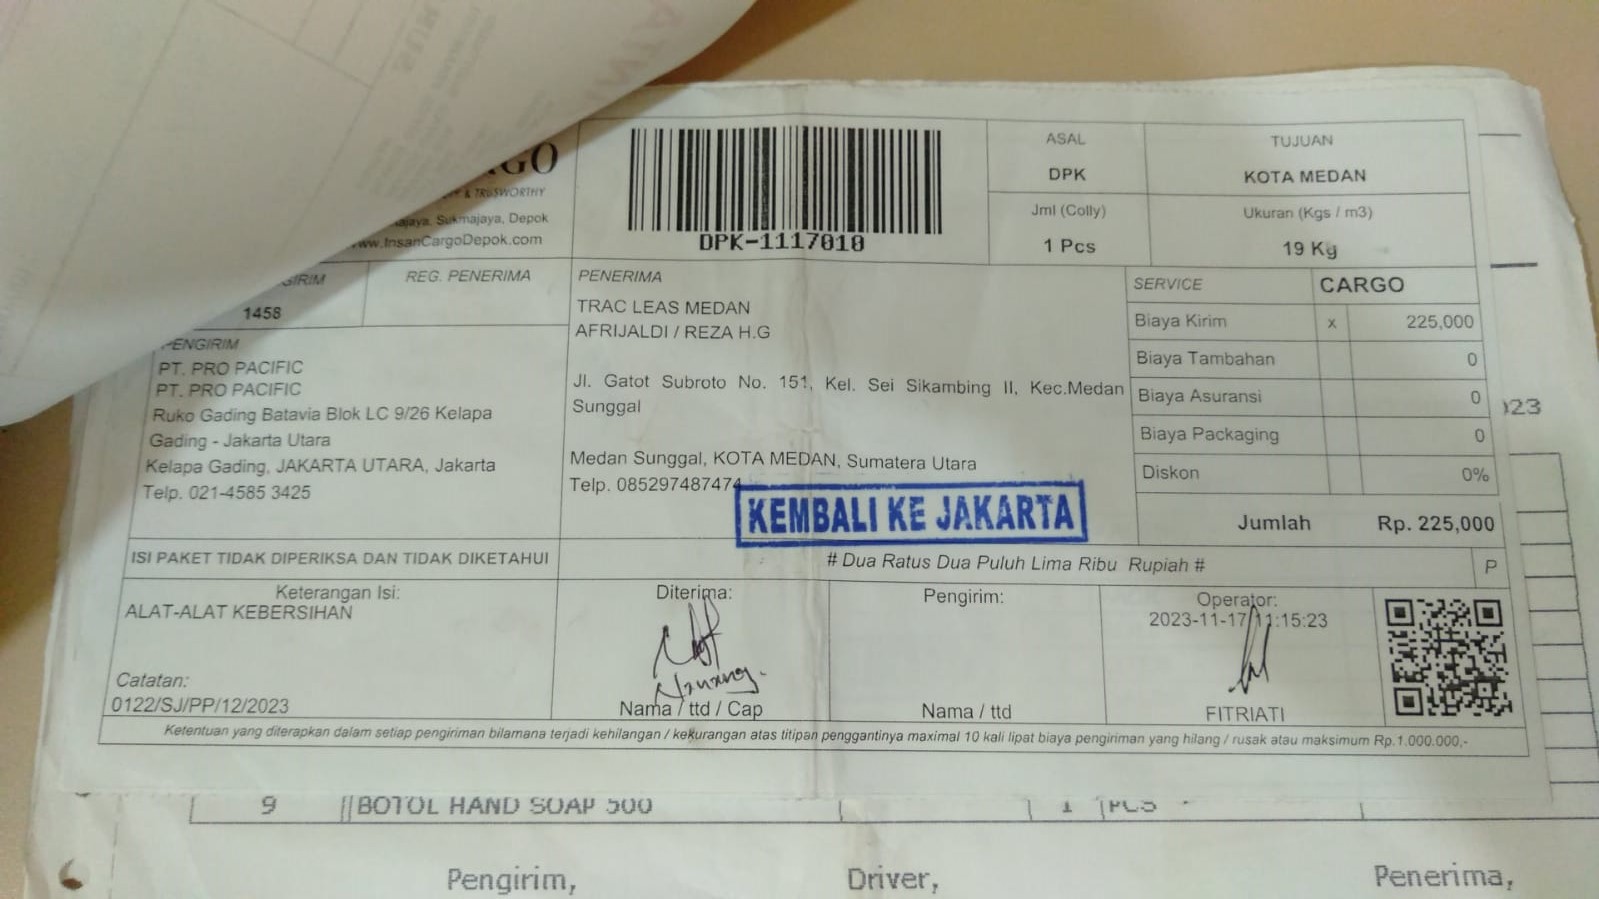 & TRUSWORTHY
Sukmajaya, Depok
www.InsanCargoDepok.com
DPK-1117010
ASAL
DPK
TUJUAN
KOTA MEDAN
Jml (Colly)
1 Pcs
Ukuran (Kgs / m3)
19 Kg
1458
REG. PENERIMA
PENGIRIM
PT. PRO PACIFIC
PT. PRO PACIFIC
Ruko Gading Batavia Blok LC 9/26 Kelapa
Gading - Jakarta Utara
Kelapa Gading, JAKARTA UTARA, Jakarta
Telp. 021-4585 3425
PENERIMA
TRAC LEAS MEDAN
AFRIJALDI / REZA H.G
Jl. Gatot Subroto No. 151, Kel. Sei Sikambing II, Kec.Medan
Sunggal
Medan Sunggal, KOTA MEDAN, Sumatera Utara
Telp. 085297487474
KEMBALI KE JAKARTA
SERVICE CARGO
Biaya Kirim x 225,000
Biaya Tambahan 0
Biaya Asuransi 0
Biaya Packaging 0
Diskon 0%
Jumlah Rp. 225,000
ISI PAKET TIDAK DIPERIKSA DAN TIDAK DIKETAHUI
# Dua Ratus Dua Puluh Lima Ribu Rupiah #
P
Keterangan Isi:
ALAT-ALAT KEBERSIHAN
Catatan:
0122/SJ/PP/12/2023
Diterima:
Nanang
Nama / ttd / Cap
Pengirim:
Nama / ttd
Operator:
2023-11-17 11:15:23
FITRIATI
Ketentuan yang diterapkan dalam setiap pengiriman bilamana terjadi kehilangan / kekurangan atas titipan penggantinya maximal 10 kali lipat biaya pengiriman yang hilang / rusak atau maksimum Rp.1.000.000,-
9 BOTOL HAND SOAP 500 1 PCS
Pengirim, Driver, Penerima,